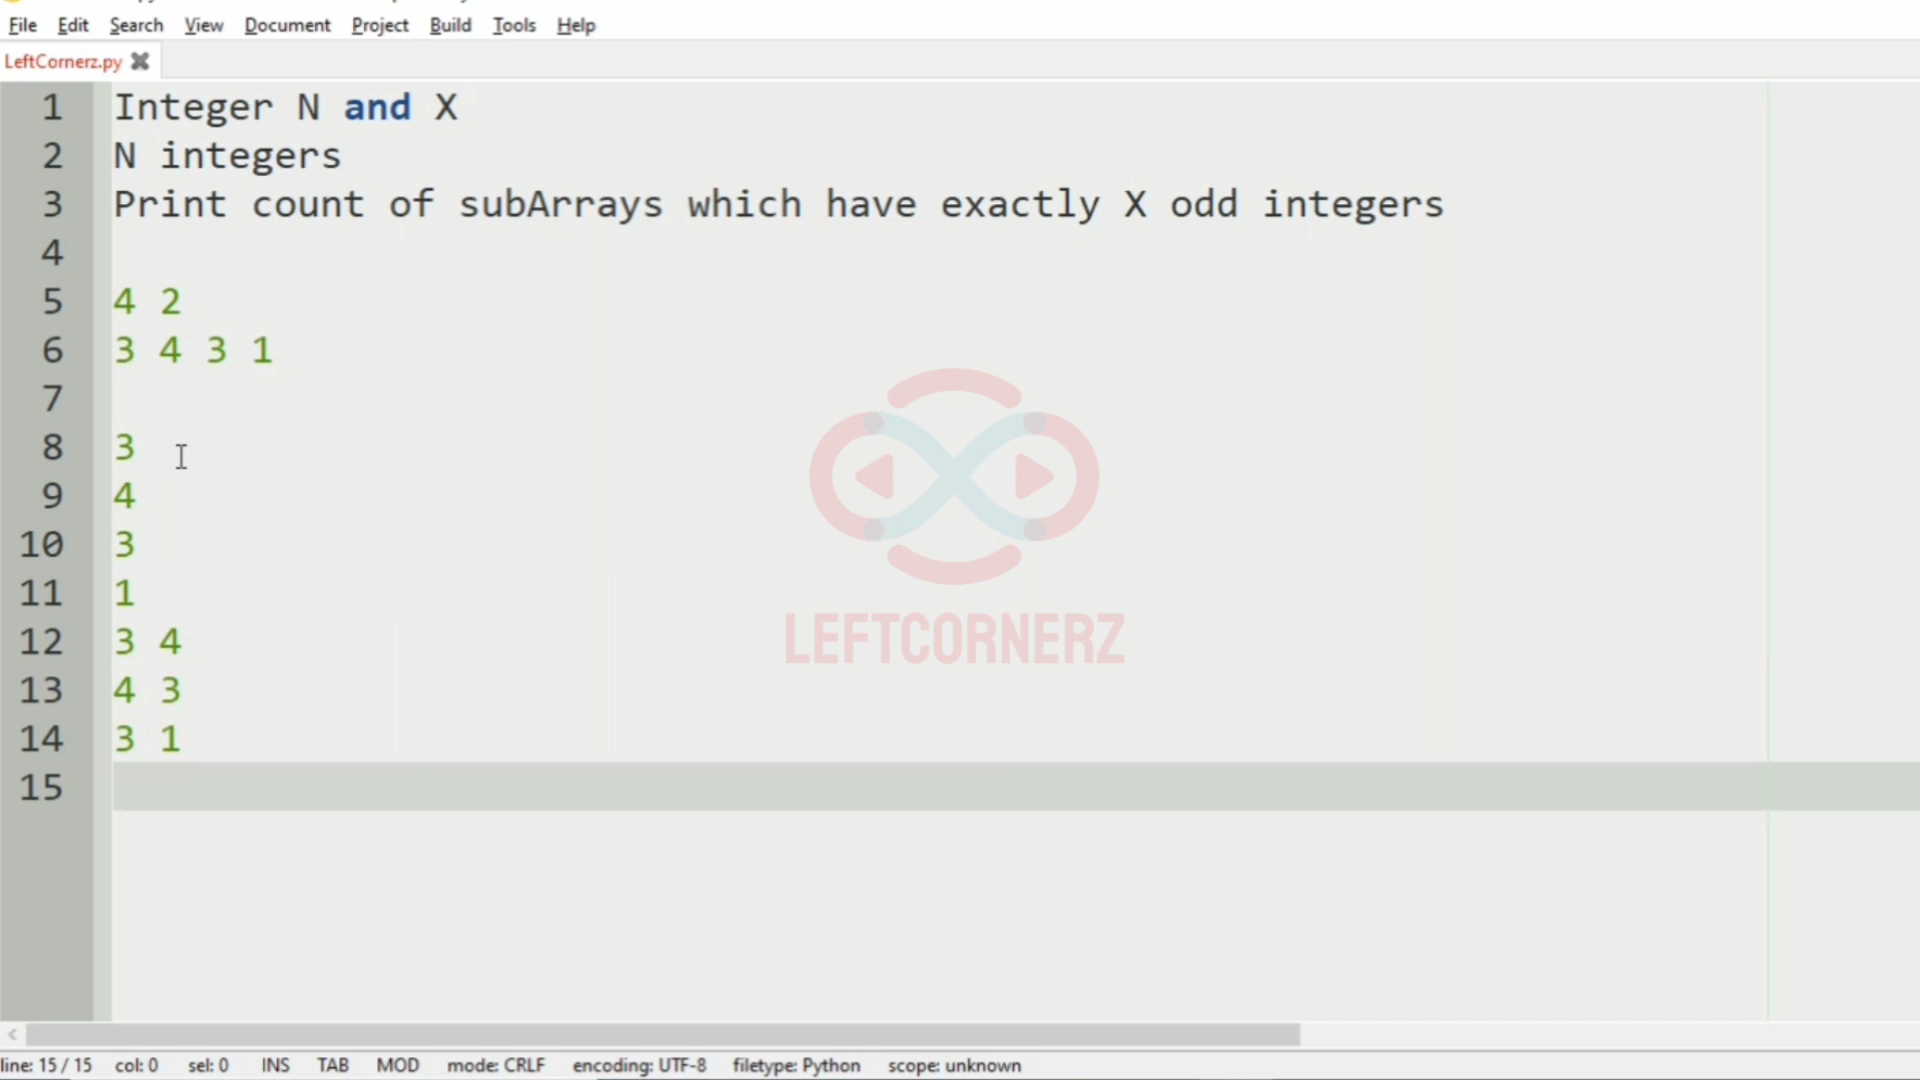 File Edit Search View Document Project Build Tools Help
LeftCornerz.py
1 Integer N and X
2 N integers
3 Print count of subArrays which have exactly X odd integers
4
5 4 2
6 3 4 3 1
7
8 3
9 4
10 3
11 1
12 3 4
13 4 3
14 3 1
15
LEFTCORNERZ
line: 15 / 15 col: 0 sel: 0 INS TAB MOD mode: CRLF encoding: UTF-8 filetype: Python scope: unknown